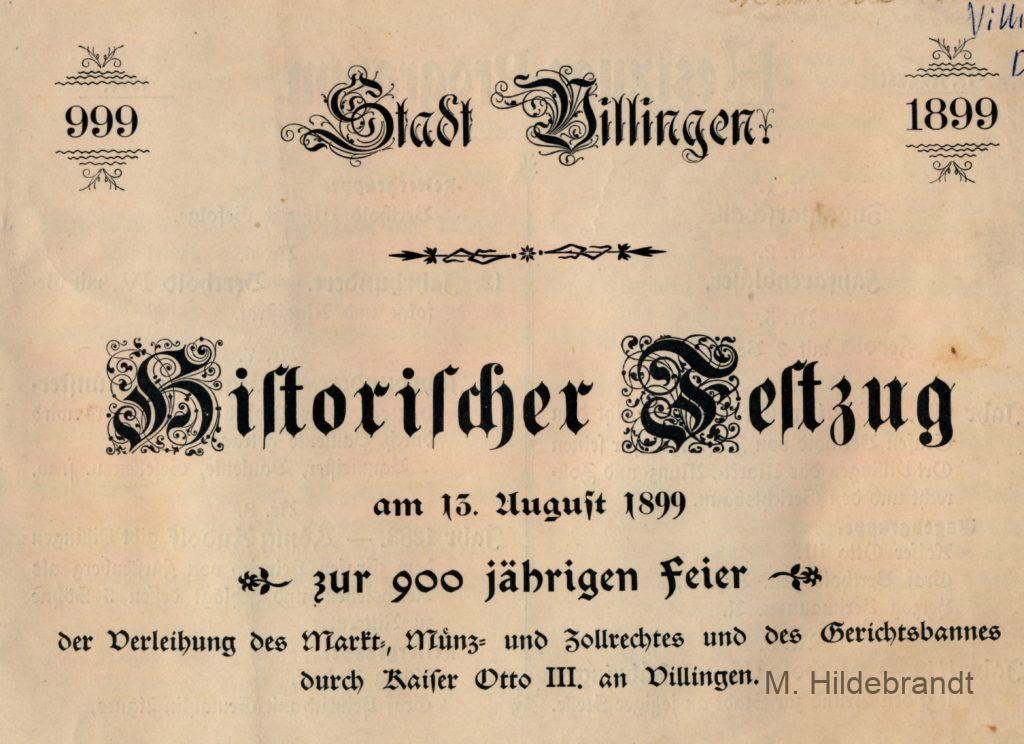 Villi
D
999
Stadt Villingen.
1899
Historischer Festzug
am 13. August 1899
zur 900 jährigen Feier
der Verleihung des Markt-, Münz- und Zollrechtes und des Gerichtsbannes
durch Kaiser Otto III. an Villingen.
M. Hildebrandt